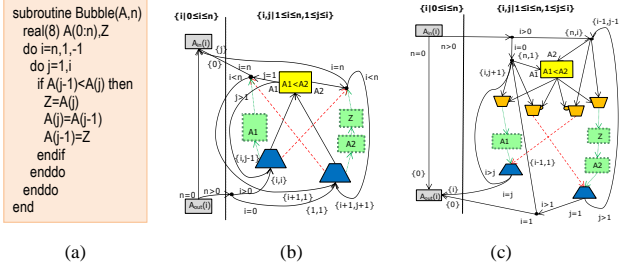 subroutine Bubble(A,n)
real(8) A(0:n),Z
do i=n,1,-1
do j=1,i
if A(j-1)<A(j) then
Z=A(j)
A(j)=A(j-1)
A(j-1)=Z
endif
enddo
enddo
end
(a)
{i|0≤i≤n}
{i,j|1≤i≤n,1≤j≤i}
Ain(i)
{j}
{0}
i=n
i=n
i<n
j=1
A1<A2
i<n
A1
A2
j>1
A1
Z
A2
{i,j-1}
{i,i}
n=0
n>0
i>0
Aout(i)
i=0
{i+1}
{1,1}
{i+1,j+1}
(b)
{i|0≤i≤n}
{i,j|1≤i≤n,1≤j≤i}
Ain(i)
i>0
{n,i}
{i-1,j-1}
n=0
n>0
i=0
{n,1}
A2
A1<A2
{i,j+1}
A1
A1
Z
A2
{i-1,1}
{0}
i>j
{i}
i=j
Aout(i)
{0}
i>1
j=1
i=1
j>1
(c)